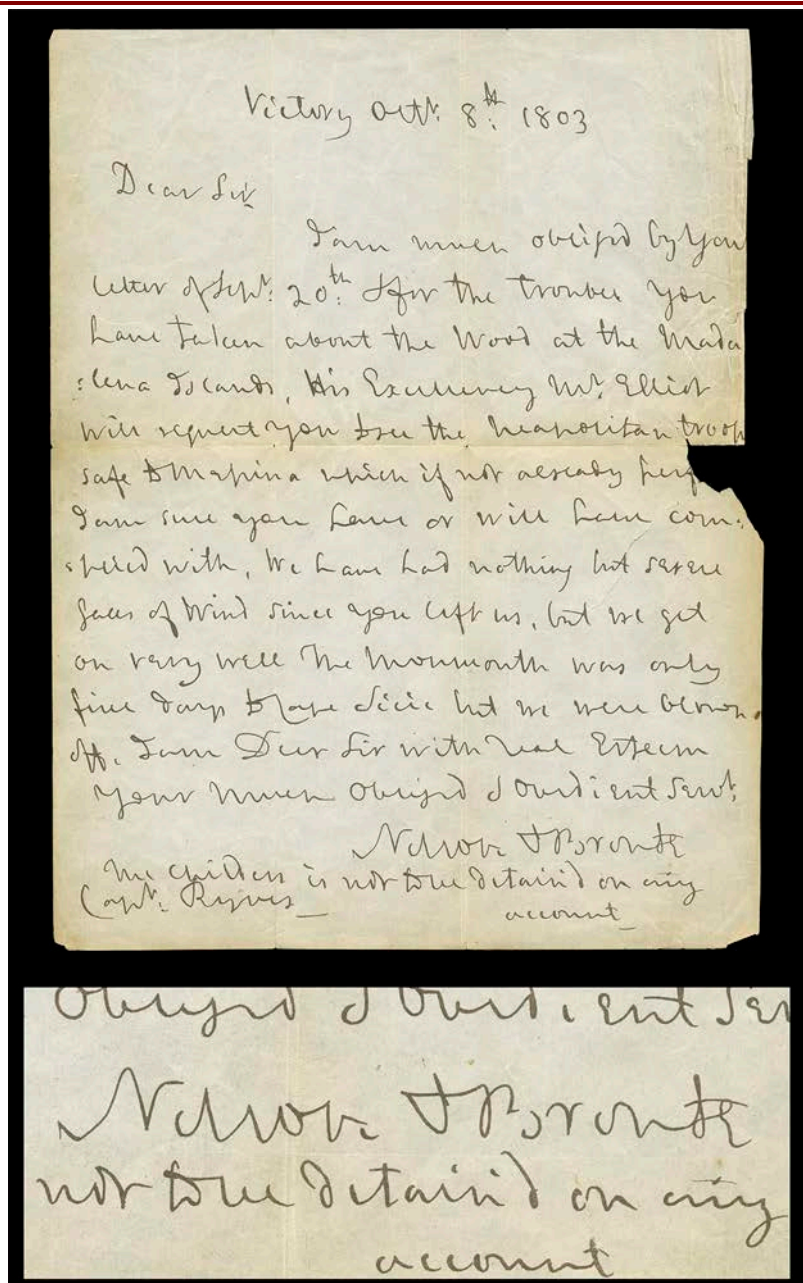 Victory Octr. 8th: 1803
Dear Sir
I am much obliged by your
letter of Septr: 20th: & for the trouble you
have taken about the Wood at the Mada
:lena Islands, His Excellency Mr. Elliot
will request you to see the Neapolitan troops
safe to Messina which if not already perf
I am sure you have or will have com:
:plied with, We have had nothing but severe
Gales of Wind since you left us, but we get
on very well The Monmouth was only
five days to Cape Sicie but we were blown
off. I am Dear Sir with real Esteem
Your much Obliged & Obedient Servt:
Nelson & Bronte
The Childers is not to be detain'd on any
account
Captn: Ryves
Obliged & Obedient Ser
Nelson & Bronte
not to be detain'd on any
account